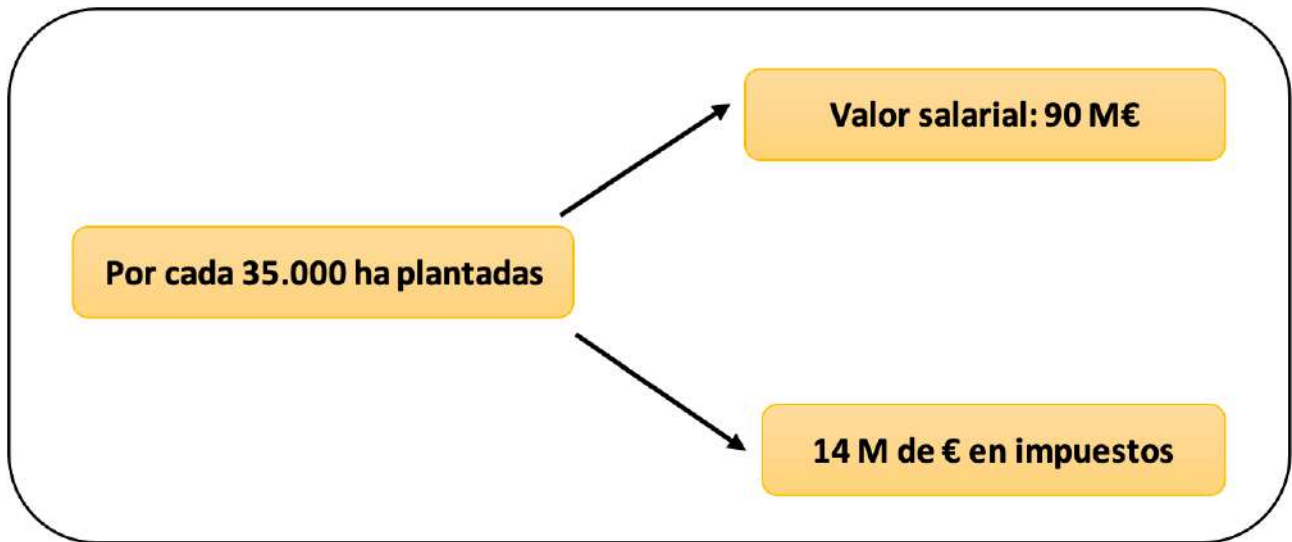 Valor salarial: 90 M€
Por cada 35.000 ha plantadas
14 M de € en impuestos